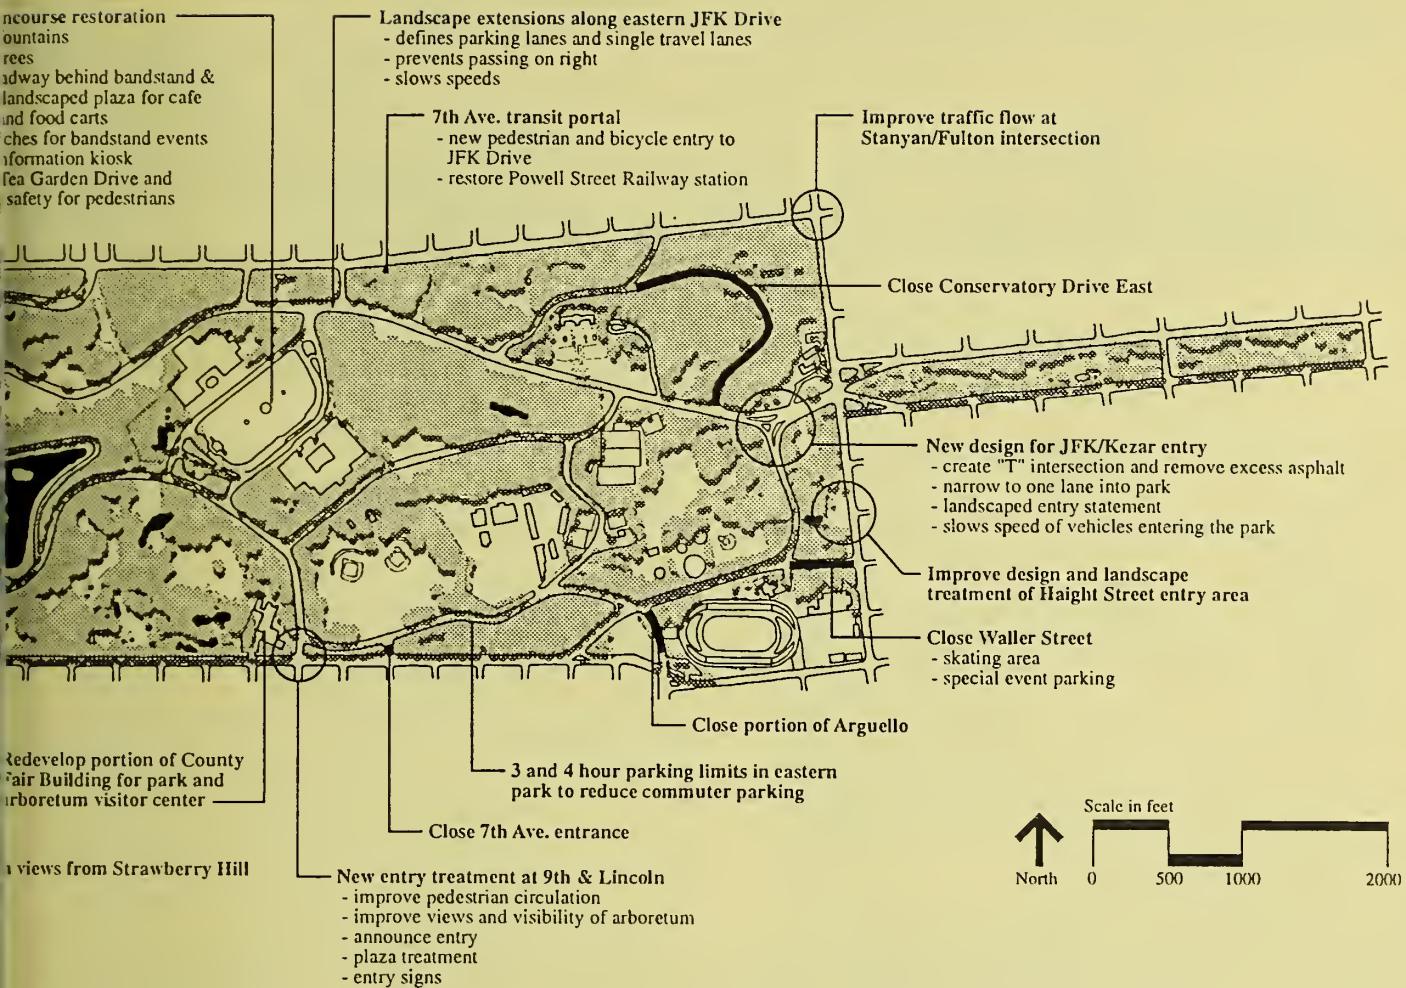 restoration
behind bandstand &
landscaped plaza for cafe
food carts
for bandstand events
kiosk
Garden Drive and
safety for pedestrians
Landscape extensions along eastern JFK Drive
- defines parking lanes and single travel lanes
- prevents passing on right
- slows speeds
7th Ave. transit portal
- new pedestrian and bicycle entry to
JFK Drive
- restore Powell Street Railway station
Improve traffic flow at
Stanyan/Fulton intersection
Close Conservatory Drive East
New design for JFK/Kezar entry
- create "T" intersection and remove excess asphalt
- narrow to one lane into park
- landscaped entry statement
- slows speed of vehicles entering the park
Improve design and landscape
treatment of Haight Street entry area
Close Waller Street
- skating area
- special event parking
Close portion of Arguello
3 and 4 hour parking limits in eastern
park to reduce commuter parking
Close 7th Ave. entrance
Redevelop portion of County
Fair Building for park and
arboretum visitor center
views from Strawberry Hill
New entry treatment at 9th & Lincoln
- improve pedestrian circulation
- improve views and visibility of arboretum
- announce entry
- plaza treatment
- entry signs
North
Scale in feet
0 500 1000 2000